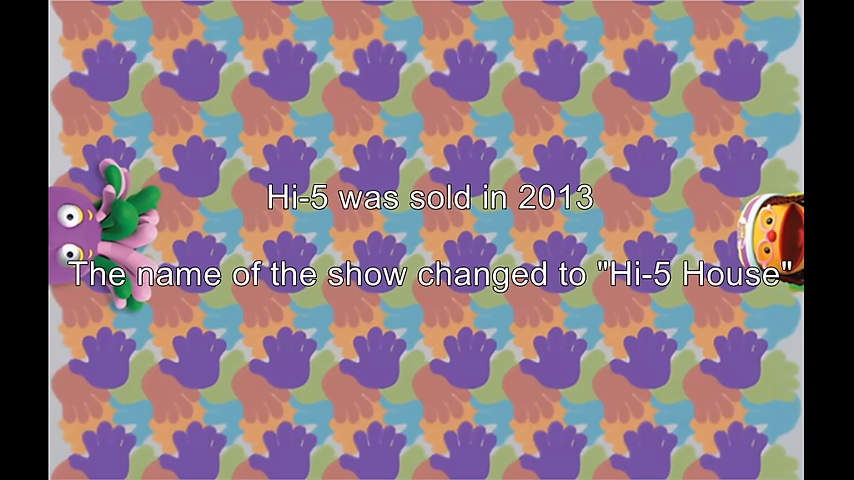 Hi-5 was sold in 2013
The name of the show changed to "Hi-5 House"